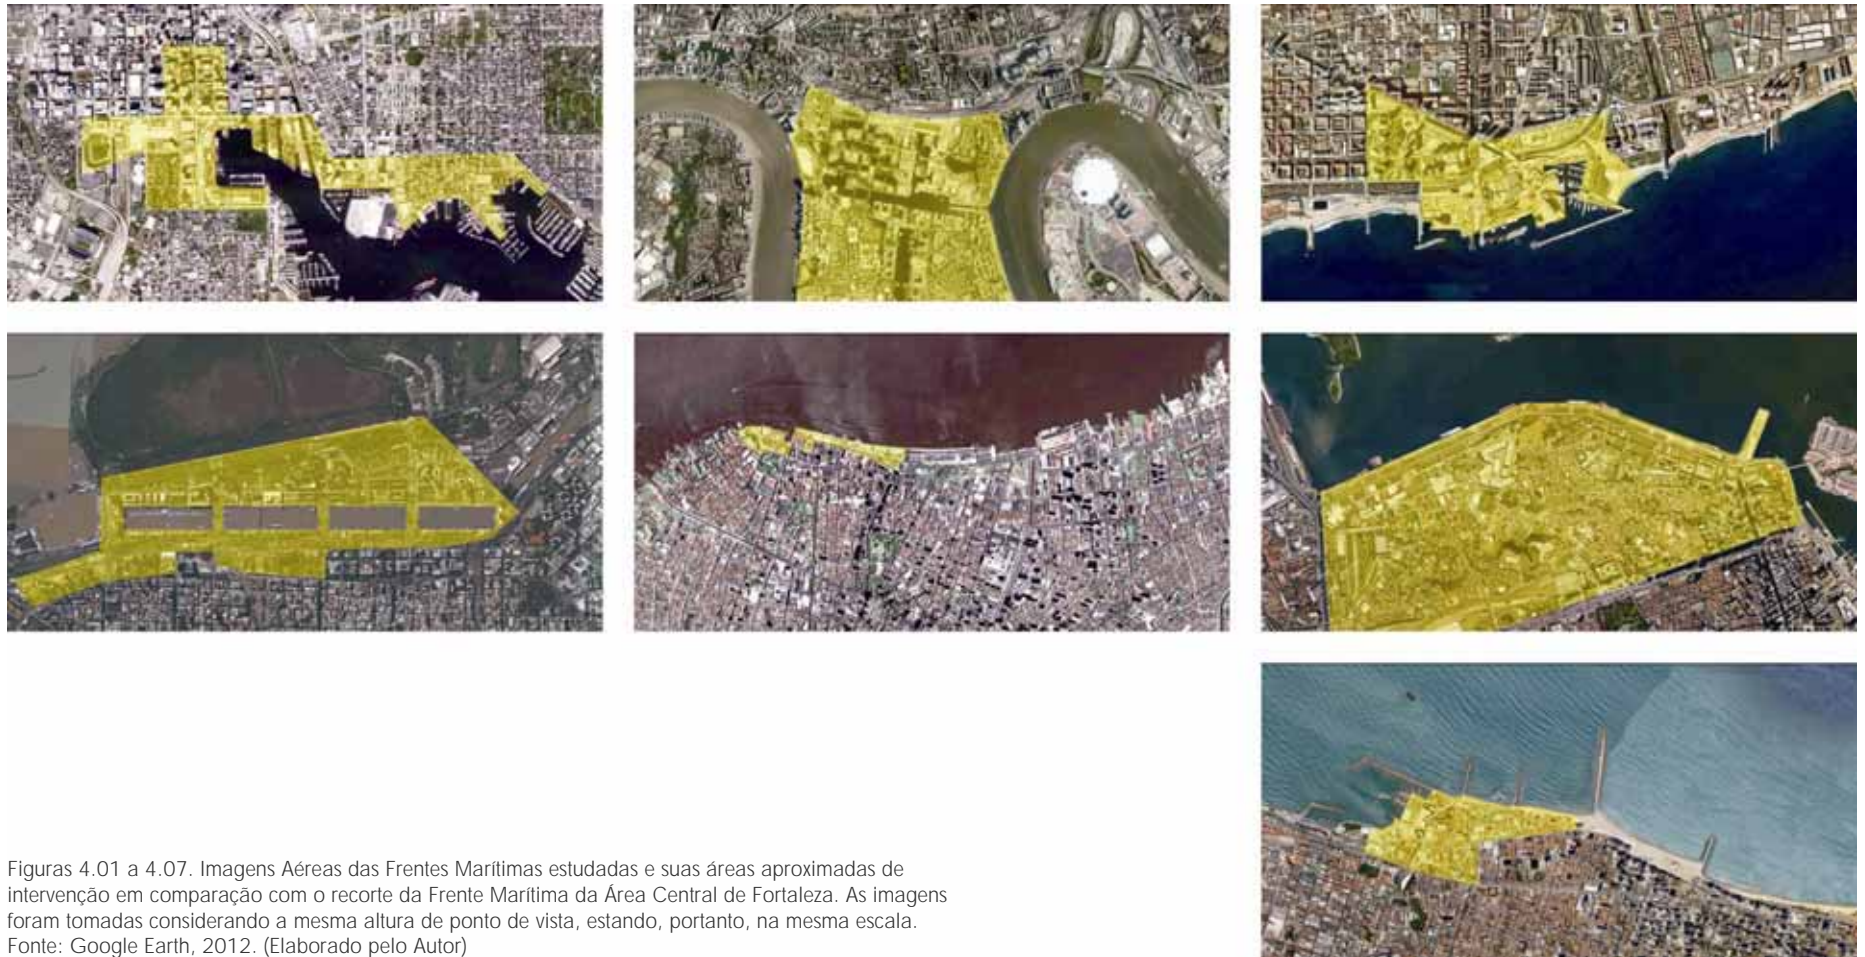 Figuras 4.01 a 4.07. Imagens Aéreas das Frentes Marítimas estudadas e suas áreas aproximadas de
intervenção em comparação com o recorte da Frente Marítima da Área Central de Fortaleza. As imagens
foram tomadas considerando a mesma altura de ponto de vista, estando, portanto, na mesma escala.
Fonte: Google Earth, 2012. (Elaborado pelo Autor)